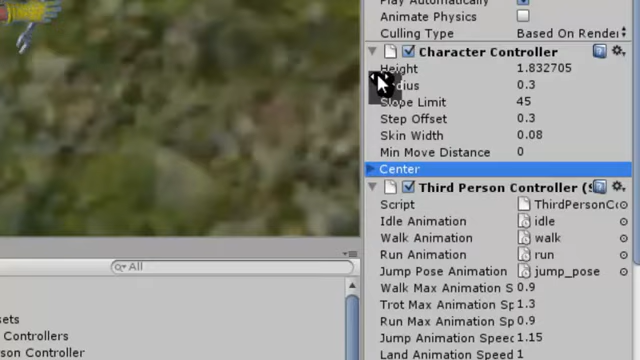 Play Automatically
Animate Physics
Culling Type Based On Render
Character Controller
Height 1.832705
dius 0.3
Slope Limit 45
Step Offset 0.3
Skin Width 0.08
Min Move Distance 0
Center
Third Person Controller (S
Script ThirdPersonCo
Idle Animation idle
Walk Animation walk
Run Animation run
Jump Pose Animation jump_pose
Walk Max Animation S 0.9
Trot Max Animation Sp 1.3
Run Max Animation Sp 0.9
Jump Animation Speed 1.15
Land Animation Speed 1
All
sets
Controllers
son Controller